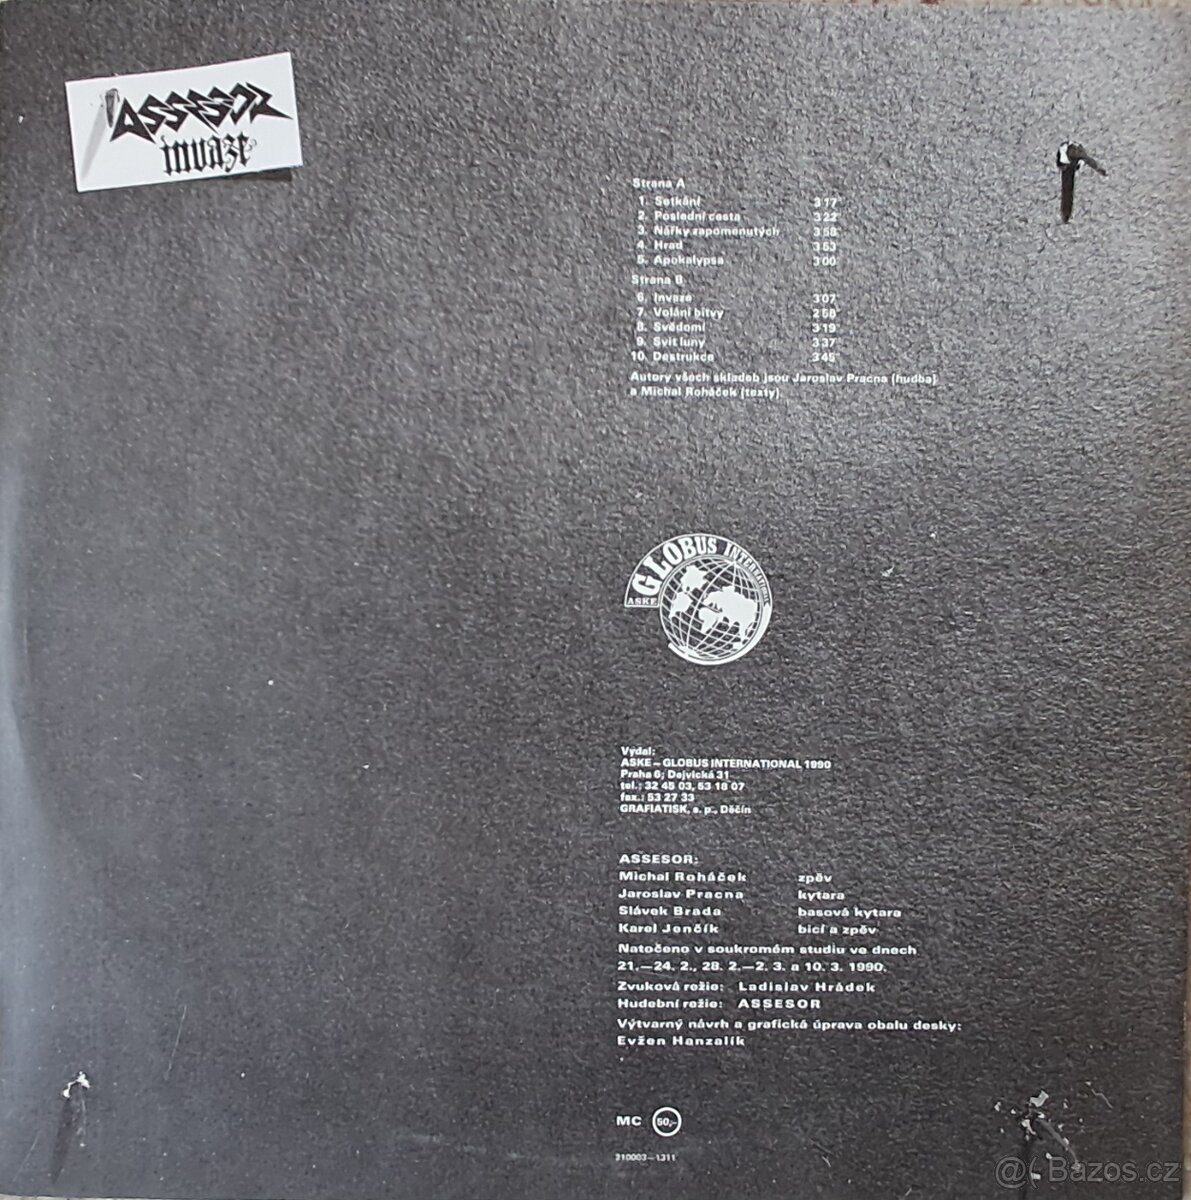 ASSESOR
invaze
Strana A
1. Setkání 3'17"
2. Poslední cesta 3'22"
3. Nářky zapomenutých 3'58"
4. Hrad 3'53"
5. Apokalypsa 3'00"
Strana B
6. Invaze 3'07"
7. Volání bitvy 2'58"
8. Svědomí 3'19"
9. Svit luny 3'37"
10. Destrukce 3'45"
Autory všech skladeb jsou Jaroslav Pracna (hudba)
a Michal Roháček (texty).
GLOBUS INTERNATIONAL
ASKE
Vydal:
ASKE – GLOBUS INTERNATIONAL 1990
Praha 6; Dejvická 31
tel.: 32 45 03, 53 18 07
fax.: 53 27 33
GRAFIATISK, s. p., Děčín
ASSESOR:
Michal Roháček zpěv
Jaroslav Pracna kytara
Slávek Brada basová kytara
Karel Jenčík bicí a zpěv
Natočeno v soukromém studiu ve dnech
21.—24. 2., 28. 2.—2. 3. a 10. 3. 1990.
Zvuková režie: Ladislav Hrádek
Hudební režie: ASSESOR
Výtvarný návrh a grafická úprava obalu desky:
Evžen Hanzalík
MC 50,-
210003–1311
@Bazos.cz